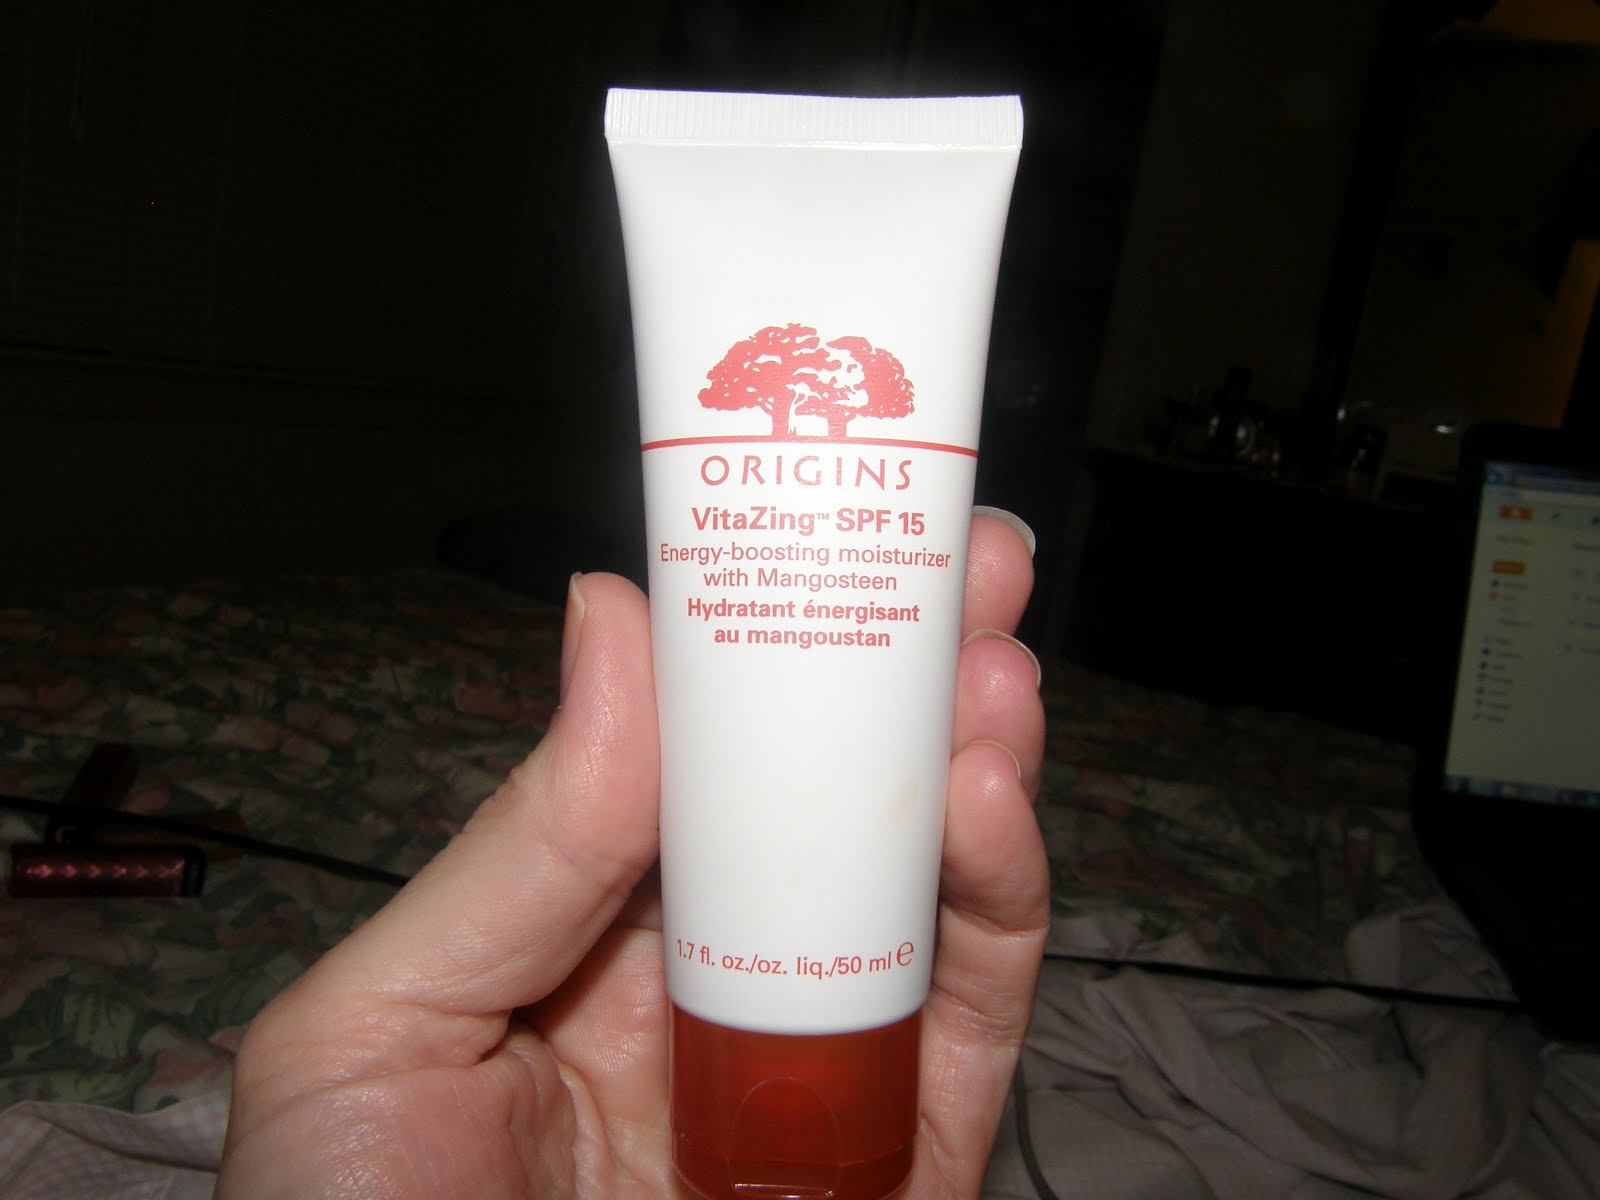 ORIGINS
VitaZing™ SPF 15
Energy-boosting moisturizer
with Mangosteen
Hydratant énergisant
au mangoustan
1.7 fl. oz./oz. liq./50 ml ℮